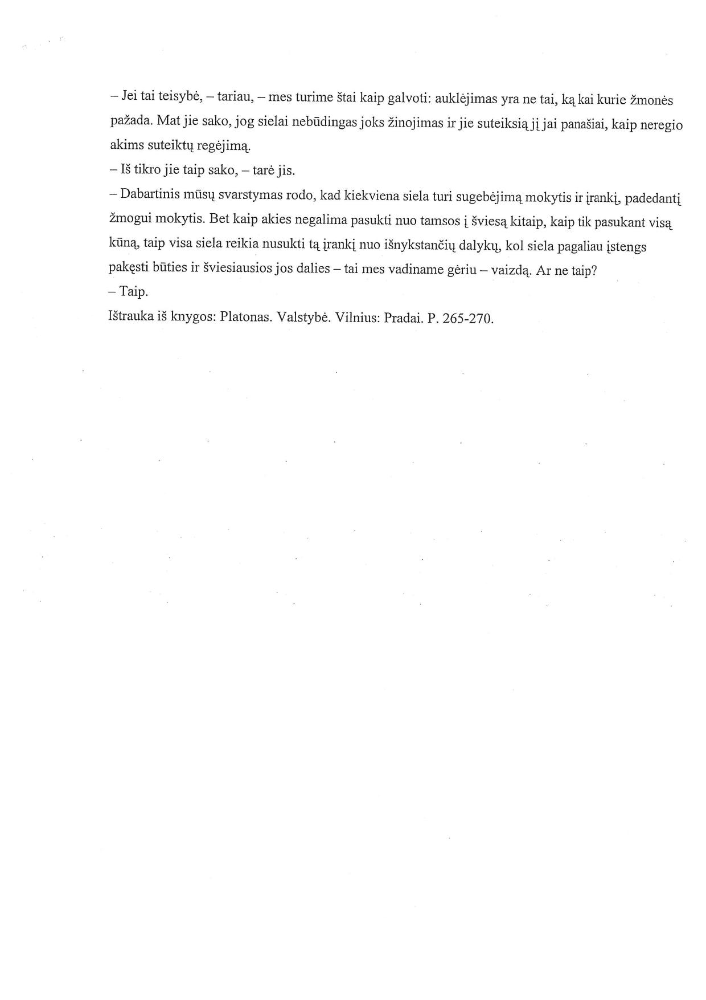 – Jei tai teisybė, – tariau, – mes turime štai kaip galvoti: auklėjimas yra ne tai, ką kai kurie žmonės
pažada. Mat jie sako, jog sielai nebūdingas joks žinojimas ir jie suteiksią jį jai panašiai, kaip neregio
akims suteiktų regėjimą.
– Iš tikro jie taip sako, – tarė jis.
– Dabartinis mūsų svarstymas rodo, kad kiekviena siela turi sugebėjimą mokytis ir įrankį, padedantį
žmogui mokytis. Bet kaip akies negalima pasukti nuo tamsos į šviesą kitaip, kaip tik pasukant visą
kūną, taip visa siela reikia nusukti tą įrankį nuo išnykstančių dalykų, kol siela pagaliau įstengs
pakęsti būties ir šviesiausios jos dalies – tai mes vadiname gėriu – vaizdą. Ar ne taip?
– Taip.
Ištrauka iš knygos: Platonas. Valstybė. Vilnius: Pradai. P. 265-270.